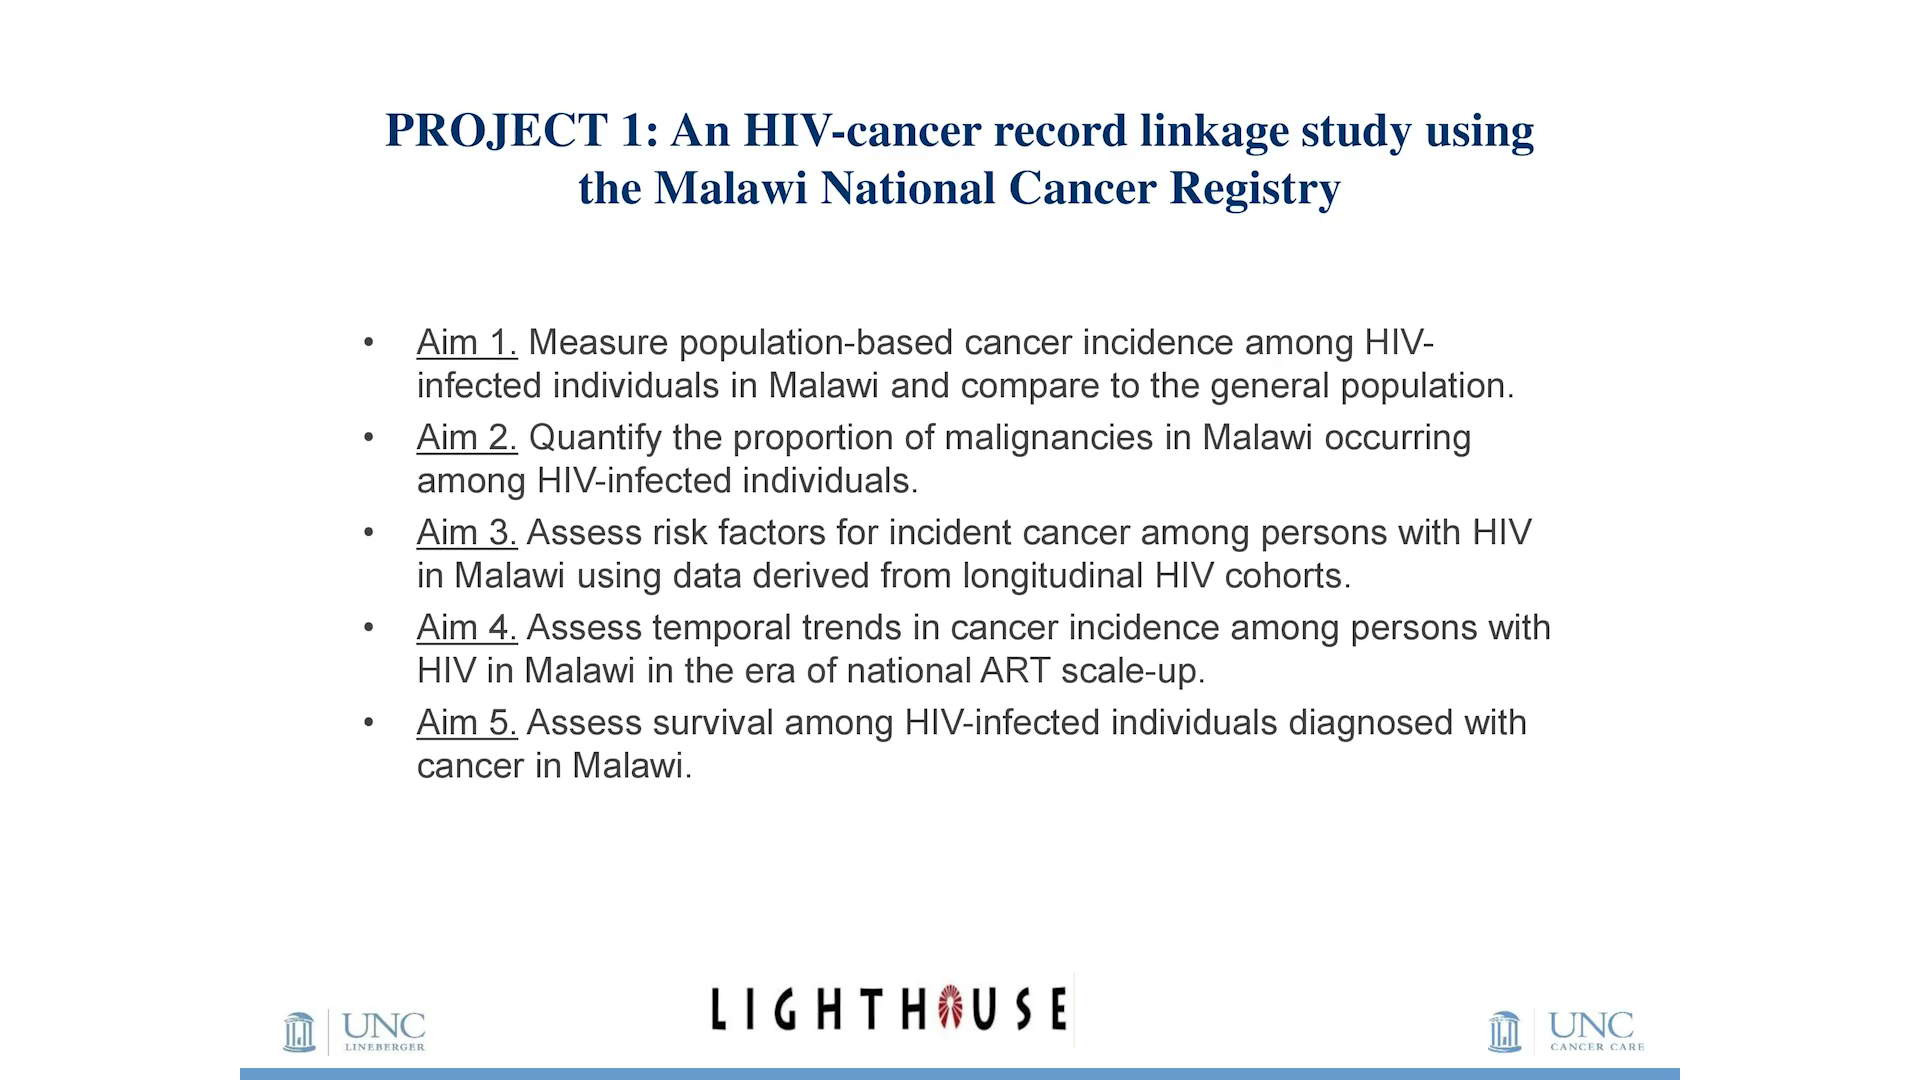 PROJECT 1: An HIV-cancer record linkage study using
the Malawi National Cancer Registry
• Aim 1. Measure population-based cancer incidence among HIV-
infected individuals in Malawi and compare to the general population.
• Aim 2. Quantify the proportion of malignancies in Malawi occurring
among HIV-infected individuals.
• Aim 3. Assess risk factors for incident cancer among persons with HIV
in Malawi using data derived from longitudinal HIV cohorts.
• Aim 4. Assess temporal trends in cancer incidence among persons with
HIV in Malawi in the era of national ART scale-up.
• Aim 5. Assess survival among HIV-infected individuals diagnosed with
cancer in Malawi.
UNC
LINEBERGER
LIGHTHOUSE
UNC
CANCER CARE